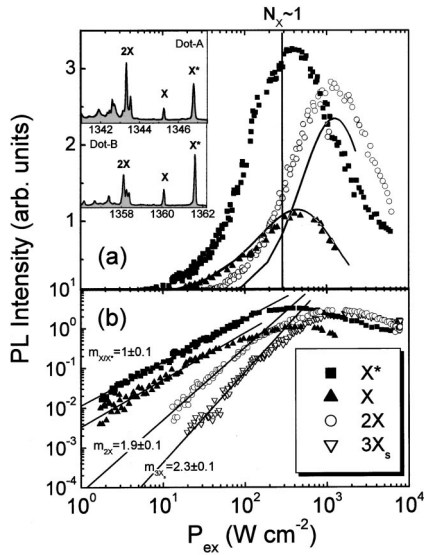 N_X~1
Dot-A
2X
X
X*
1342 1344 1346
Dot-B
2X
X
X*
1358 1360 1362
3
2
1
(a)
PL Intensity (arb. units)
10^1
10^0
10^-1
10^-2
10^-3
10^-4
(b)
m_X/X*=1±0.1
m_2X=1.9±0.1
m_3X_s=2.3±0.1
X*
X
2X
3X_s
10^0 10^1 10^2 10^3 10^4
P_ex (W cm^-2)